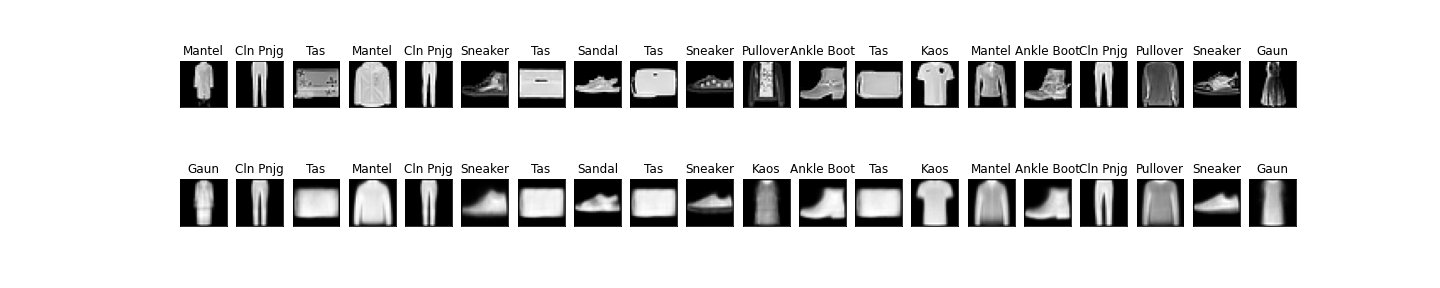 Mantel Cln Pnjg Tas Mantel Cln Pnjg Sneaker Tas Sandal Tas Sneaker Pullover Ankle Boot Tas Kaos Mantel Ankle Boot Cln Pnjg Pullover Sneaker Gaun
Gaun Cln Pnjg Tas Mantel Cln Pnjg Sneaker Tas Sandal Tas Sneaker Kaos Ankle Boot Tas Kaos Mantel Ankle Boot Cln Pnjg Pullover Sneaker Gaun